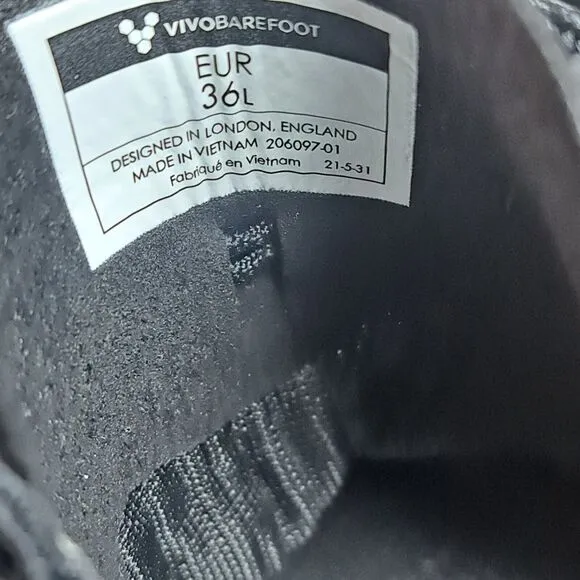 VIVOBAREFOOT
EUR
36L
DESIGNED IN LONDON, ENGLAND
MADE IN VIETNAM 206097-01
Fabriqué en Vietnam 21-5-31